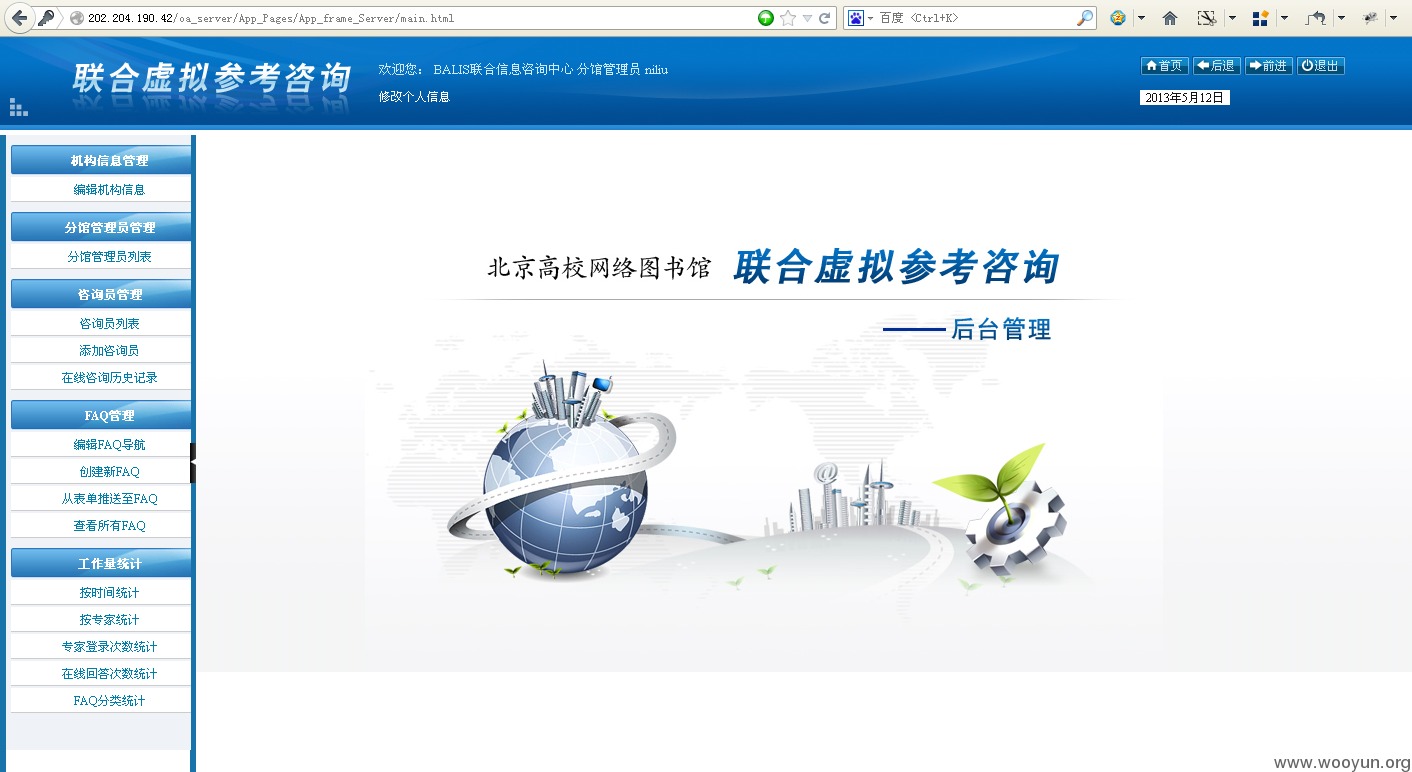 202.204.190.42/oa_server/App_Pages/App_frame_Server/main.html
百度 <Ctrl+K>
联合虚拟参考咨询
欢迎您： BALIS联合信息咨询中心 分馆管理员 niliu
修改个人信息
首页 后退 前进 退出
2013年5月12日
机构信息管理
编辑机构信息
分馆管理员管理
分馆管理员列表
咨询员管理
咨询员列表
添加咨询员
在线咨询历史记录
FAQ管理
编辑FAQ导航
创建新FAQ
从表单推送至FAQ
查看所有FAQ
工作量统计
按时间统计
按专家统计
专家登录次数统计
在线回答次数统计
FAQ分类统计
北京高校网络图书馆 联合虚拟参考咨询
后台管理
@
www.wooyun.org